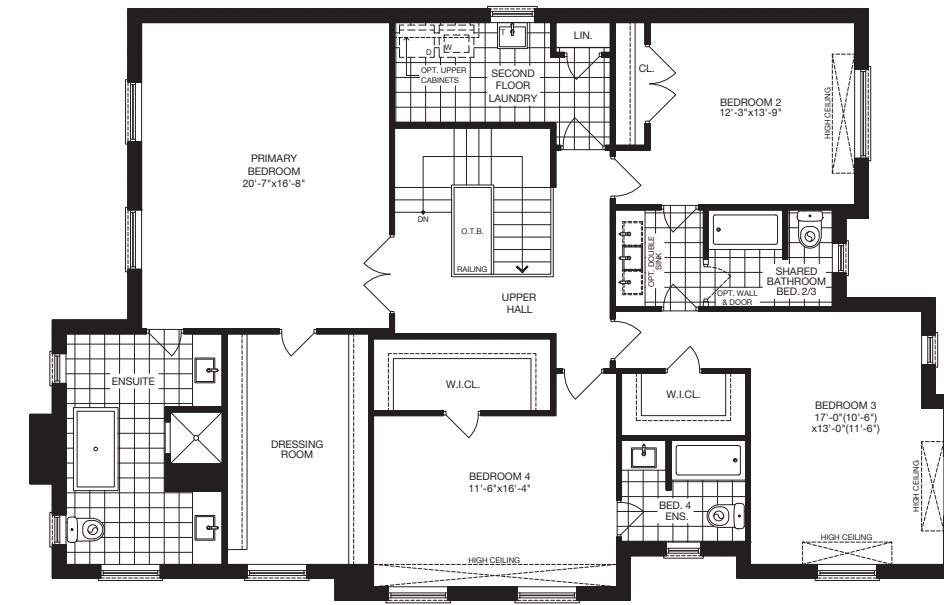 T
LIN.
D
W
OPT. UPPER
CABINETS
SECOND
FLOOR
LAUNDRY
CL.
BEDROOM 2
12'-3"x13'-9"
HIGH CEILING
PRIMARY
BEDROOM
20'-7"x16'-8"
DN
O.T.B.
RAILING
UPPER
HALL
OPT. DOUBLE
SINK
OPT. WALL
& DOOR
SHARED
BATHROOM
BED. 2/3
ENSUITE
DRESSING
ROOM
W.I.CL.
BEDROOM 4
11'-6"x16'-4"
HIGH CEILING
W.I.CL.
BED. 4
ENS.
BEDROOM 3
17'-0"(10'-6")
x13'-0"(11'-6")
HIGH CEILING
HIGH CEILING